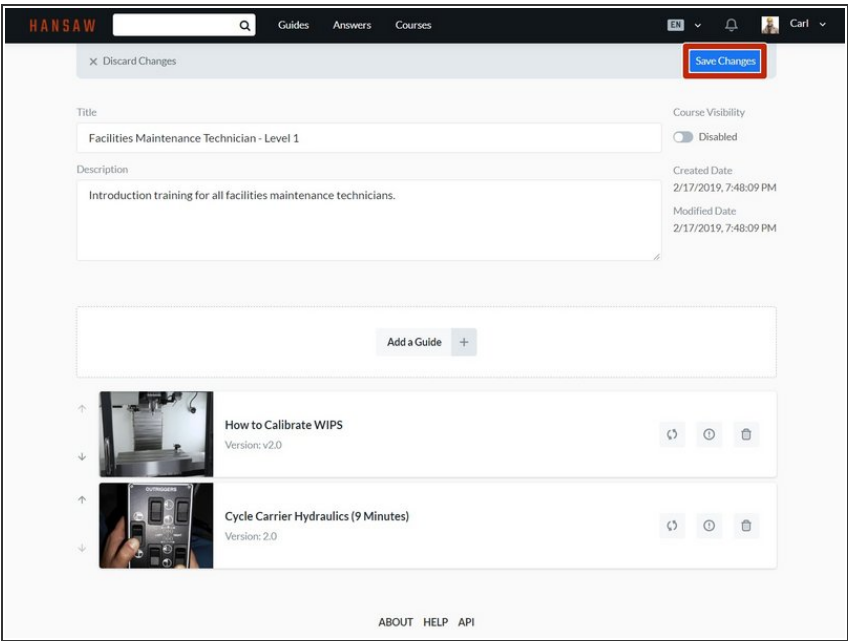 HANSAW Guides Answers Courses EN Carl
Discard Changes Save Changes
Title
Facilities Maintenance Technician - Level 1
Description
Introduction training for all facilities maintenance technicians.
Course Visibility
Disabled
Created Date
2/17/2019, 7:48:09 PM
Modified Date
2/17/2019, 7:48:09 PM
Add a Guide +
How to Calibrate WIPS
Version: v2.0
OUTRIGGERS
Cycle Carrier Hydraulics (9 Minutes)
Version: 2.0
ABOUT HELP API